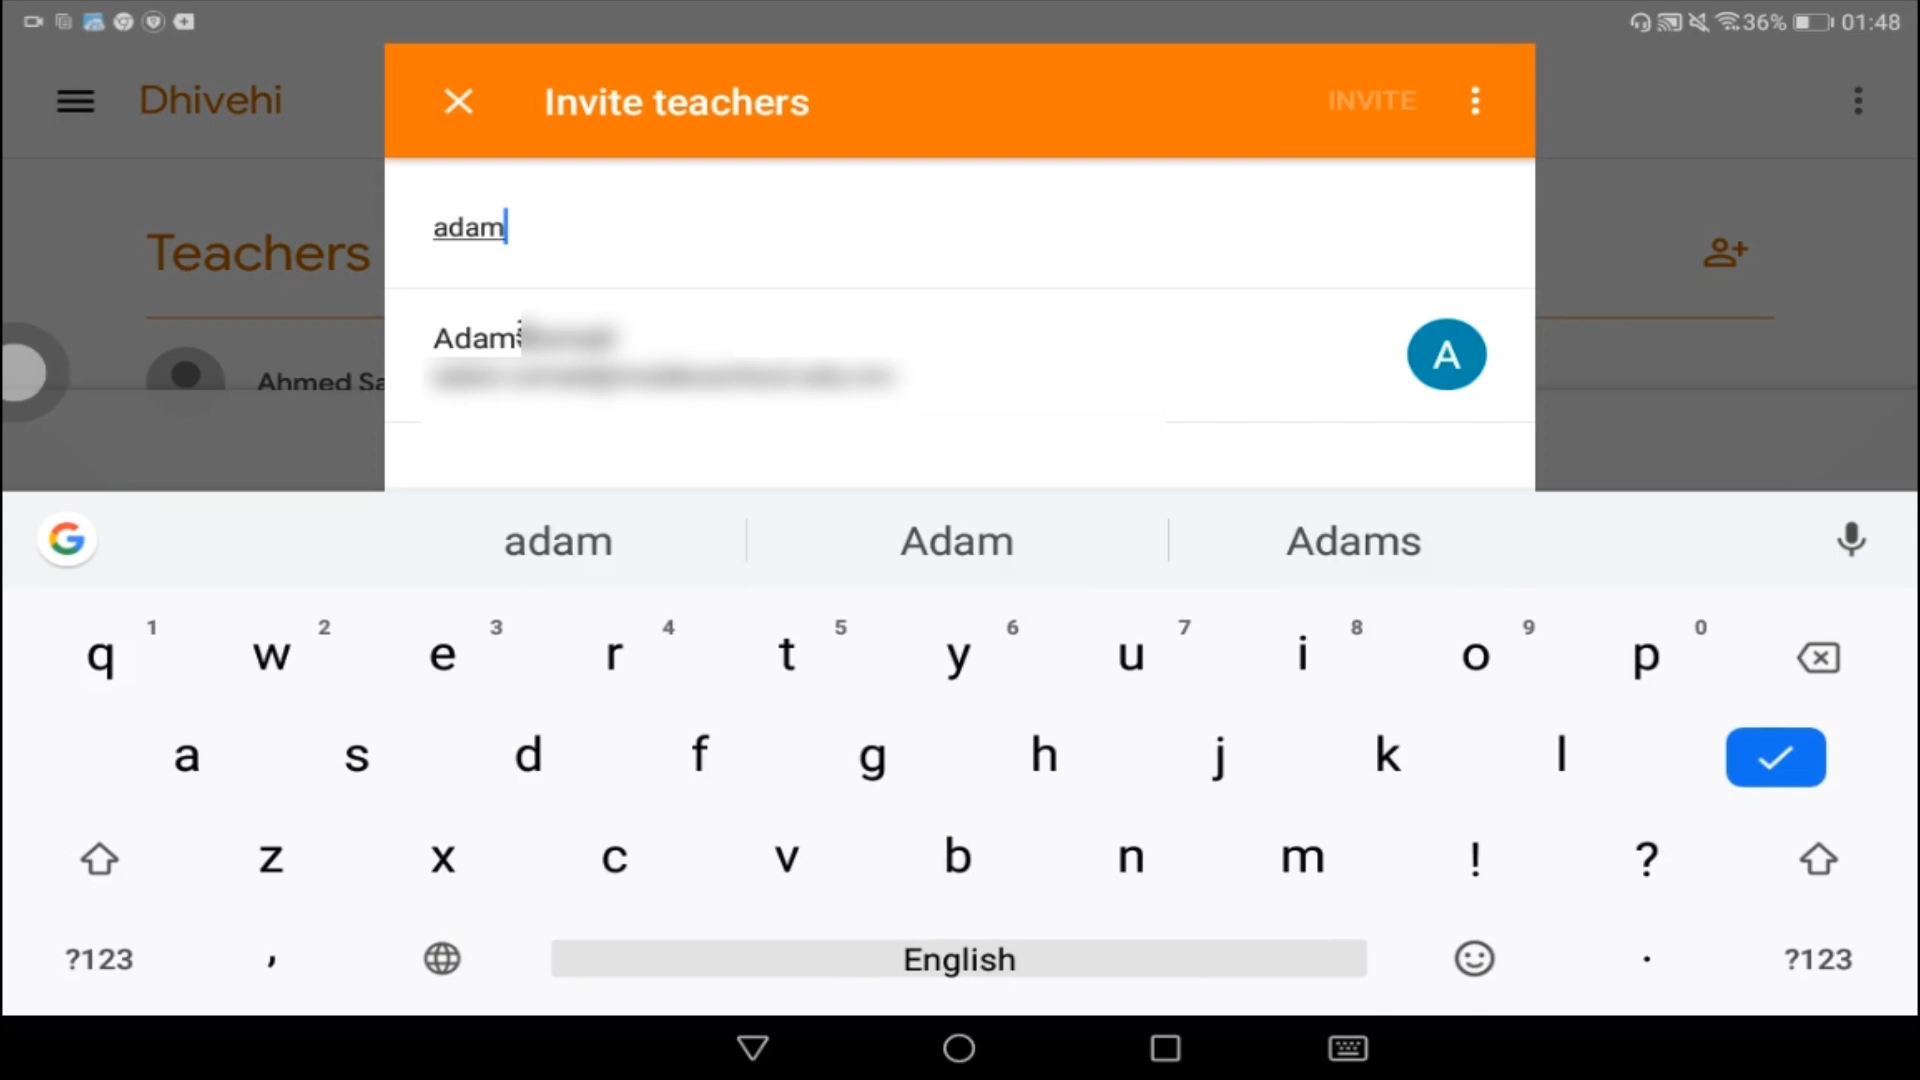 36% 01:48
Dhivehi
Invite teachers
INVITE
adam
Teachers
Adam
A
Ahmed Sa
adam Adam Adams
q 1 w 2 e 3 r 4 t 5 y 6 u 7 i 8 o 9 p 0
a s d f g h j k l
z x c v b n m ! ?
?123 , English . ?123